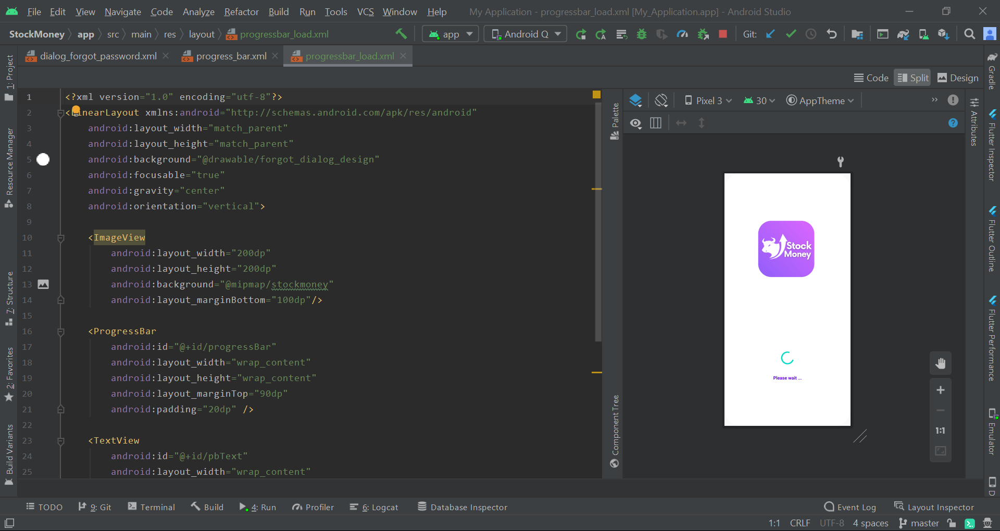 File Edit View Navigate Code Analyze Refactor Build Run Tools VCS Window Help My Application - progressbar_load.xml [My_Application.app] - Android Studio
StockMoney app src main res layout progressbar_load.xml app Android Q Git:
dialog_forgot_password.xml progress_bar.xml progressbar_load.xml
Code Split Design
Pixel 3 30 AppTheme
1 <?xml version="1.0" encoding="utf-8"?>
2 <inearLayout xmlns:android="http://schemas.android.com/apk/res/android"
3 android:layout_width="match_parent"
4 android:layout_height="match_parent"
5 android:background="@drawable/forgot_dialog_design"
6 android:focusable="true"
7 android:gravity="center"
8 android:orientation="vertical">
9
10 <ImageView
11 android:layout_width="200dp"
12 android:layout_height="200dp"
13 android:background="@mipmap/stockmoney"
14 android:layout_marginBottom="100dp"/>
15
16 <ProgressBar
17 android:id="@+id/progressBar"
18 android:layout_width="wrap_content"
19 android:layout_height="wrap_content"
20 android:layout_marginTop="90dp"
21 android:padding="20dp" />
22
23 <TextView
24 android:id="@+id/pbText"
25 android:layout_width="wrap_content"
1: Project
Resource Manager
7: Structure
2: Favorites
Build Variants
Palette
Component Tree
Stock
Money
Please wait ...
1:1
Attributes
Gradle
Flutter Inspector
Flutter Outline
Flutter Performance
Emulator
D
TODO 9: Git Terminal Build 4: Run Profiler 6: Logcat Database Inspector Event Log Layout Inspector
1:1 CRLF UTF-8 4 spaces master